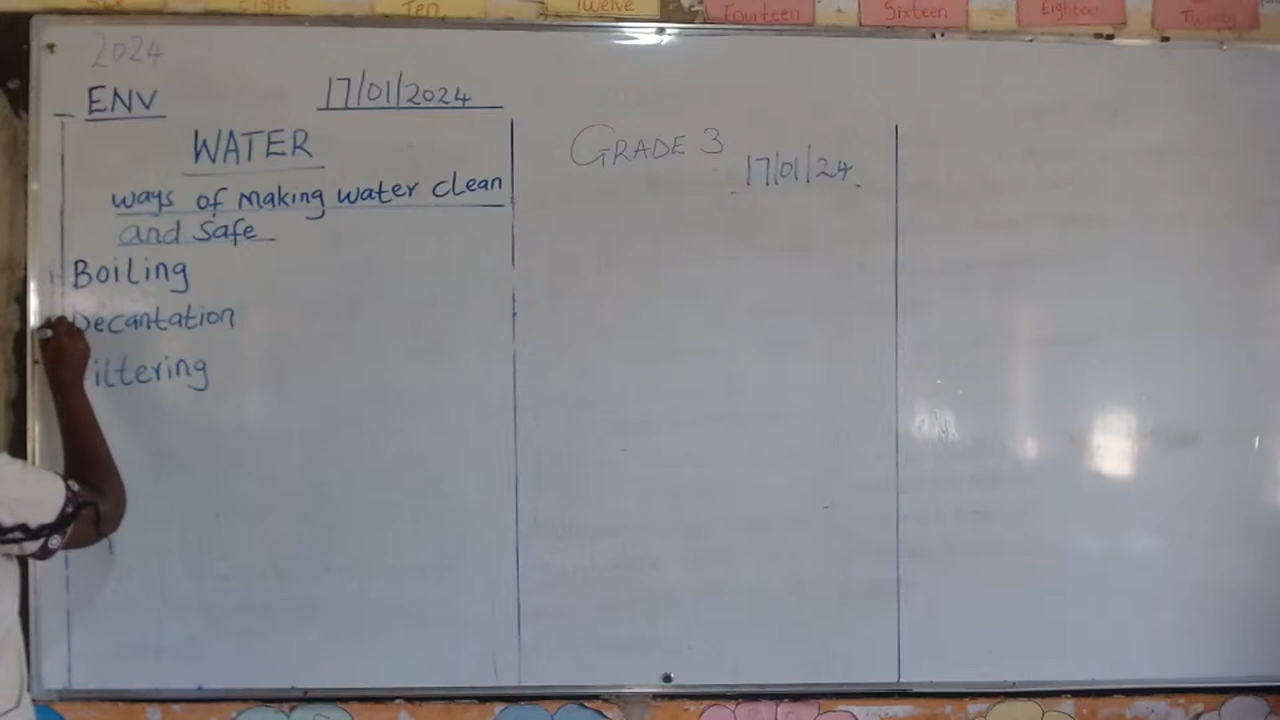 Eight
Ten
Twelve
Fourteen
Sixteen
Eighteen
Twenty
2024
ENV 17/01/2024
WATER
ways of making water clean
and safe
Boiling
Decantation
iltering
GRADE 3
17/01/24.